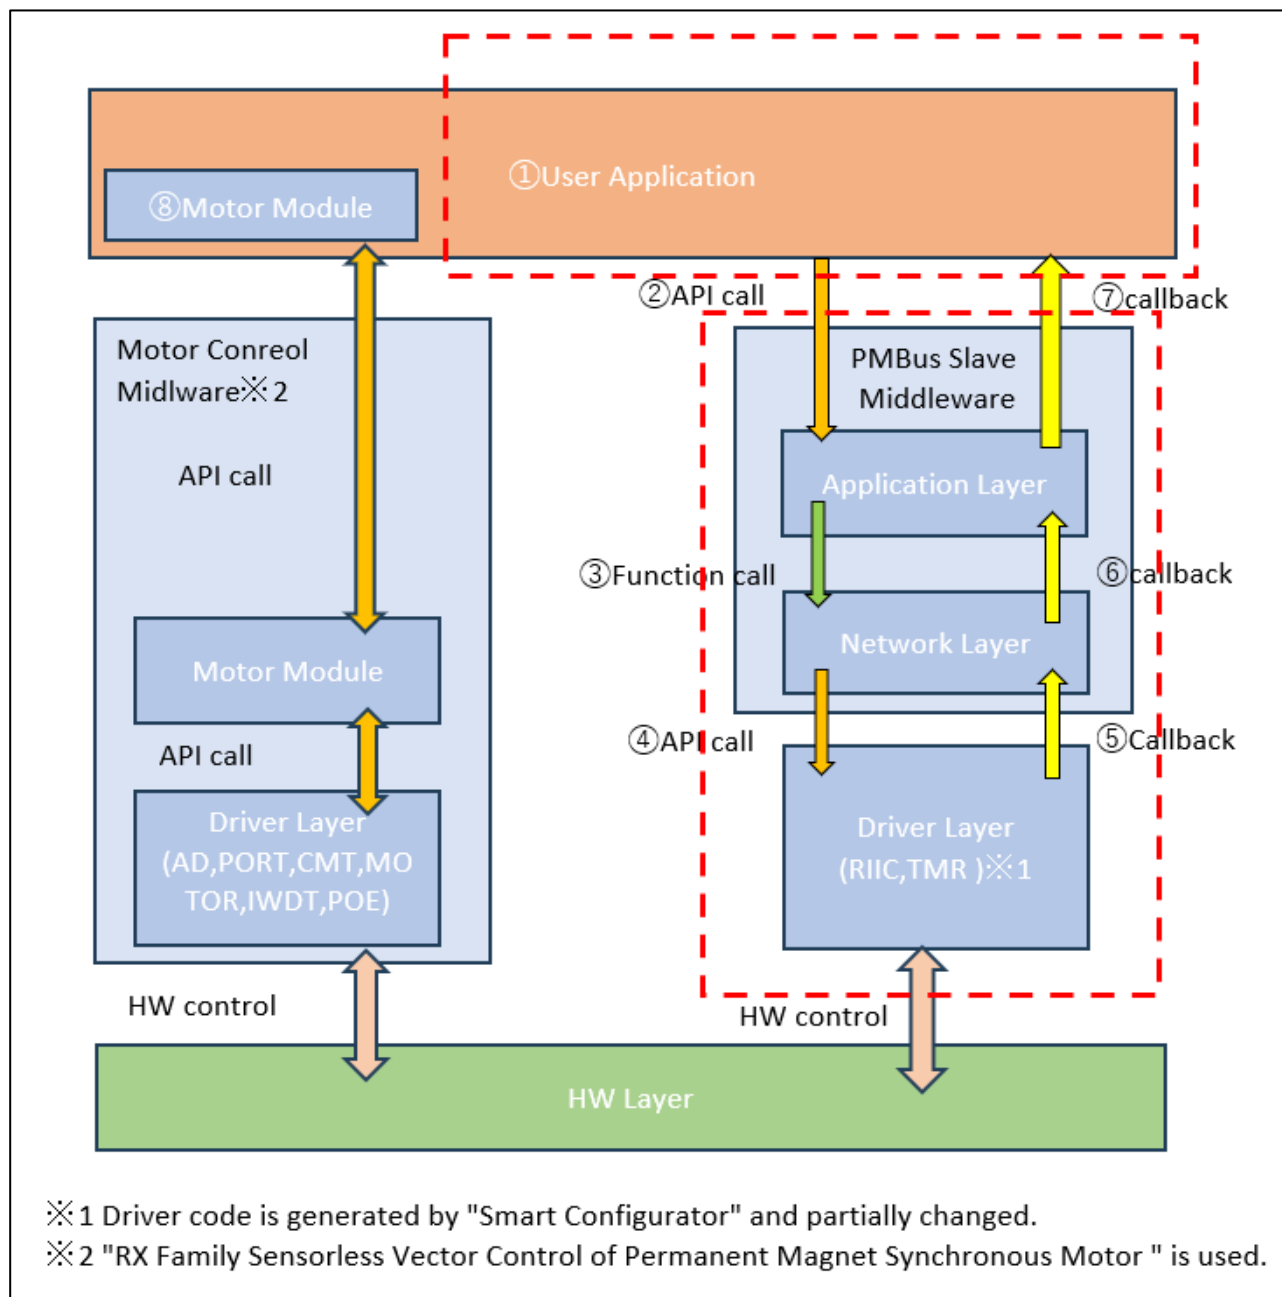 ①User Application
⑧Motor Module
②API call
⑦callback
Motor Conreol
Midlware※2
PMBus Slave
Middleware
API call
Application Layer
③Function call
⑥callback
Motor Module
Network Layer
API call
④API call
⑤Callback
Driver Layer
(AD,PORT,CMT,MO
TOR,IWDT,POE)
Driver Layer
(RIIC,TMR )※1
HW control
HW control
HW Layer
※1 Driver code is generated by "Smart Configurator" and partially changed.
※2 "RX Family Sensorless Vector Control of Permanent Magnet Synchronous Motor " is used.